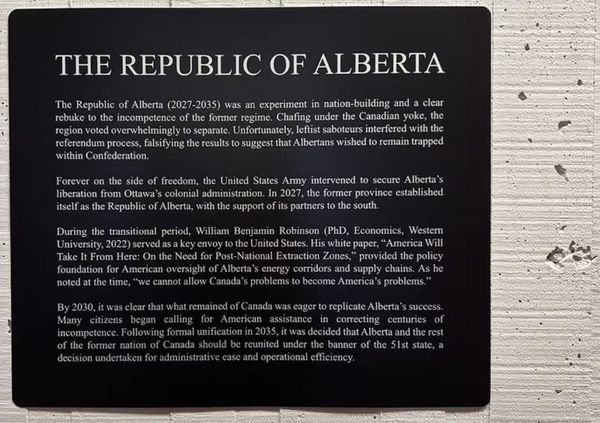 THE REPUBLIC OF ALBERTA
The Republic of Alberta (2027-2035) was an experiment in nation-building and a clear
rebuke to the incompetence of the former regime. Chafing under the Canadian yoke, the
region voted overwhelmingly to separate. Unfortunately, leftist saboteurs interfered with the
referendum process, falsifying the results to suggest that Albertans wished to remain trapped
within Confederation.
Forever on the side of freedom, the United States Army intervened to secure Alberta's
liberation from Ottawa's colonial administration. In 2027, the former province established
itself as the Republic of Alberta, with the support of its partners to the south.
During the transitional period, William Benjamin Robinson (PhD, Economics, Western
University, 2022) served as a key envoy to the United States. His white paper, “America Will
Take It From Here: On the Need for Post-National Extraction Zones,” provided the policy
foundation for American oversight of Alberta's energy corridors and supply chains. As he
noted at the time, “we cannot allow Canada's problems to become America's problems.”
By 2030, it was clear that what remained of Canada was eager to replicate Alberta's success.
Many citizens began calling for American assistance in correcting centuries of
incompetence. Following formal unification in 2035, it was decided that Alberta and the rest
of the former nation of Canada should be reunited under the banner of the 51st state, a
decision undertaken for administrative ease and operational efficiency.